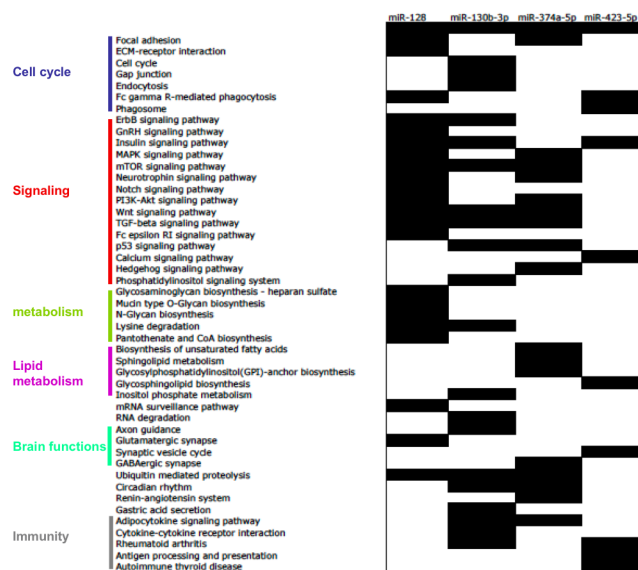 miR-128 miR-130b-3p miR-374a-5p miR-423-5p
Focal adhesion
ECM-receptor interaction
Cell cycle
Cell cycle
Gap junction
Endocytosis
Fc gamma R-mediated phagocytosis
Phagosome
ErbB signaling pathway
GnRH signaling pathway
Insulin signaling pathway
MAPK signaling pathway
mTOR signaling pathway
Neurotrophin signaling pathway
Signaling
Notch signaling pathway
PI3K-Akt signaling pathway
Wnt signaling pathway
TGF-beta signaling pathway
Fc epsilon RI signaling pathway
p53 signaling pathway
Calcium signaling pathway
Hedgehog signaling pathway
Phosphatidylinositol signaling system
Glycosaminoglycan biosynthesis - heparan sulfate
Mucin type O-Glycan biosynthesis
metabolism
N-Glycan biosynthesis
Lysine degradation
Pantothenate and CoA biosynthesis
Biosynthesis of unsaturated fatty acids
Sphingolipid metabolism
Lipid
metabolism
Glycosylphosphatidylinositol(GPI)-anchor biosynthesis
Glycosphingolipid biosynthesis
Inositol phosphate metabolism
mRNA surveillance pathway
RNA degradation
Axon guidance
Brain functions
Glutamatergic synapse
Synaptic vesicle cycle
GABAergic synapse
Ubiquitin mediated proteolysis
Circadian rhythm
Renin-angiotensin system
Gastric acid secretion
Adipocytokine signaling pathway
Immunity
Cytokine-cytokine receptor interaction
Rheumatoid arthritis
Antigen processing and presentation
Autoimmune thyroid disease